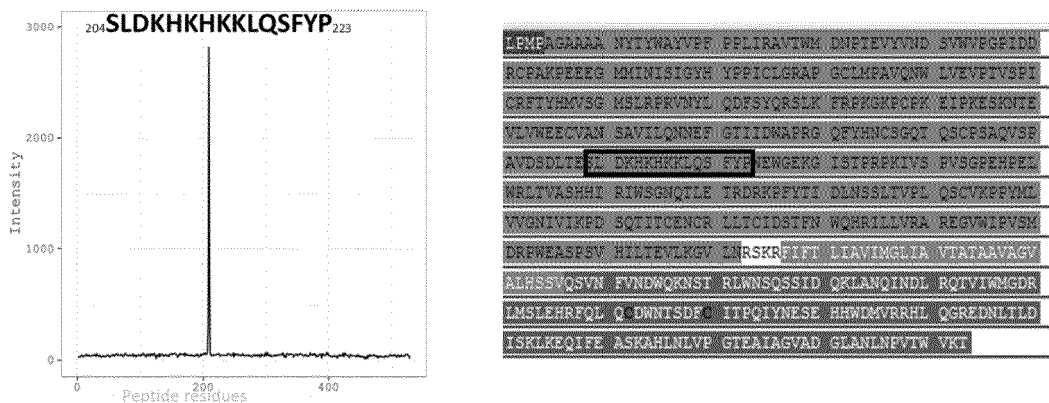 204SLDKHKHKKLQSFYP223
3000
2000
1000
0
Intensity
0 200 400
Peptide residues
LPMPAGAAAA NYTYWAYVPF PPLIRAVTWM DNPTEVYVND SVWVPGPIDD
RCPAKPEEEG MMINISIGYH YPPICLGRAP GCLMPAVQNW LVEVPTVSPI
CRFTYHMVSG MSLRPRVNYL QDFSYQRSLK FRPKGKPCPK EIPKESKNTE
VLVWEECVAN SAVILQNNEF GTIIDWAPRG QFYHNCSGQT QSCPSAQVSP
AVDSDLTESL DKHKHKKLQS FYPWEWGEKG ISTPRPKIVS PVSGPEHPEL
WRLTVASHHI RIWSGNQTLE TRDRKPFYTI DLNSSLTVPL QSCVKPPYML
VVGNIVIKPD SQTITCENCR LLTCIDSTFN WQHRILLVRA REGVWIPVSM
DRPWEASPSV HILTEVLKGV LNRSKRFIFT LIAVIMGLIA VTATAAVAGV
ALHSSVQSVN FVNDWQKNST RLWNSQSSID QKLANQINDL RQTVIWMGDR
LMSLEHRFQL QCDWNTSDFC ITPQIYNESE HHWDMVRRHL QGREDNLTLD
ISKLKEQIFE ASKAHLNLVP GTEAIAGVAD GLANLNPVTW VKT